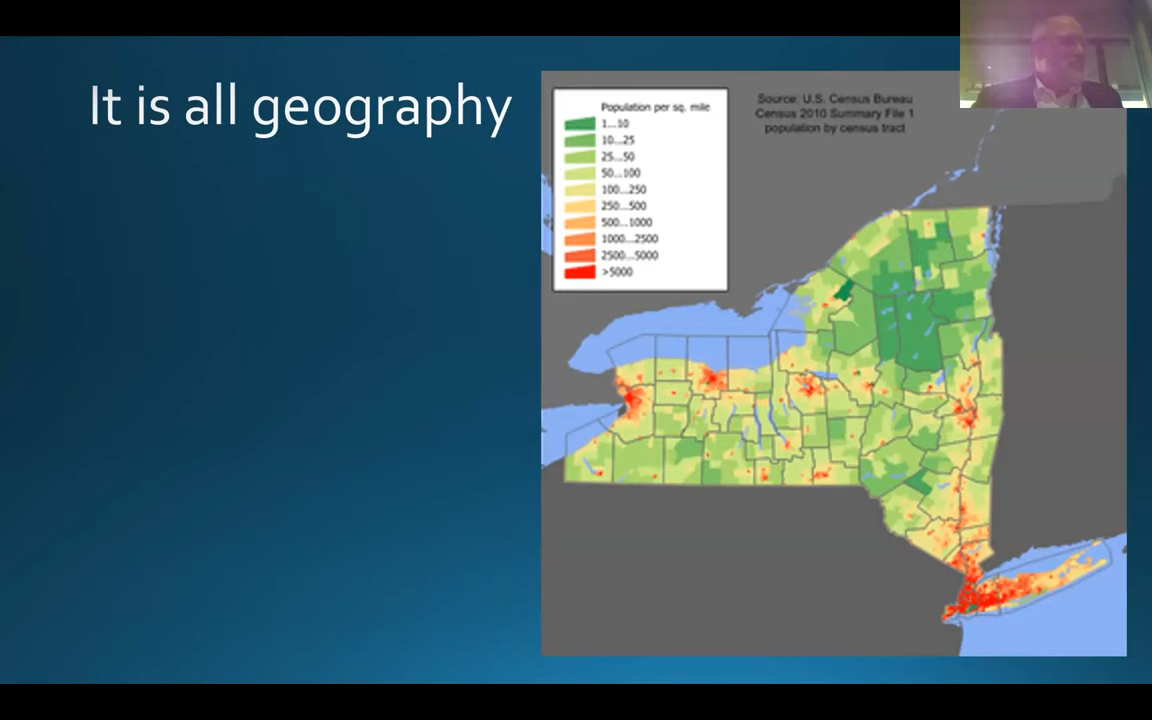 It is all geography
Population per sq. mile
1...10
10...25
25...50
50...100
100...250
250...500
500...1000
1000...2500
2500...5000
>5000
Source: U.S. Census Bureau
Census 2010 Summary File 1
population by census tract